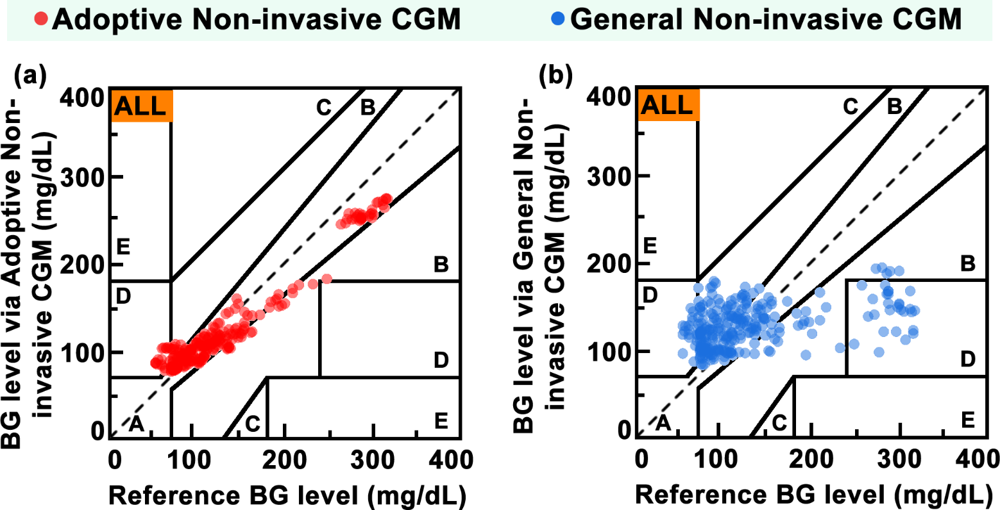 Adoptive Non-invasive CGM
General Non-invasive CGM
(a)
BG level via Adoptive Non-
invasive CGM (mg/dL)
400
300
200
100
0
ALL
C
B
E
D
B
D
A
C
E
0
100
200
300
400
Reference BG level (mg/dL)
(b)
BG level via General Non-
invasive CGM (mg/dL)
400
300
200
100
0
ALL
C
B
E
D
B
D
A
C
E
0
100
200
300
400
Reference BG level (mg/dL)